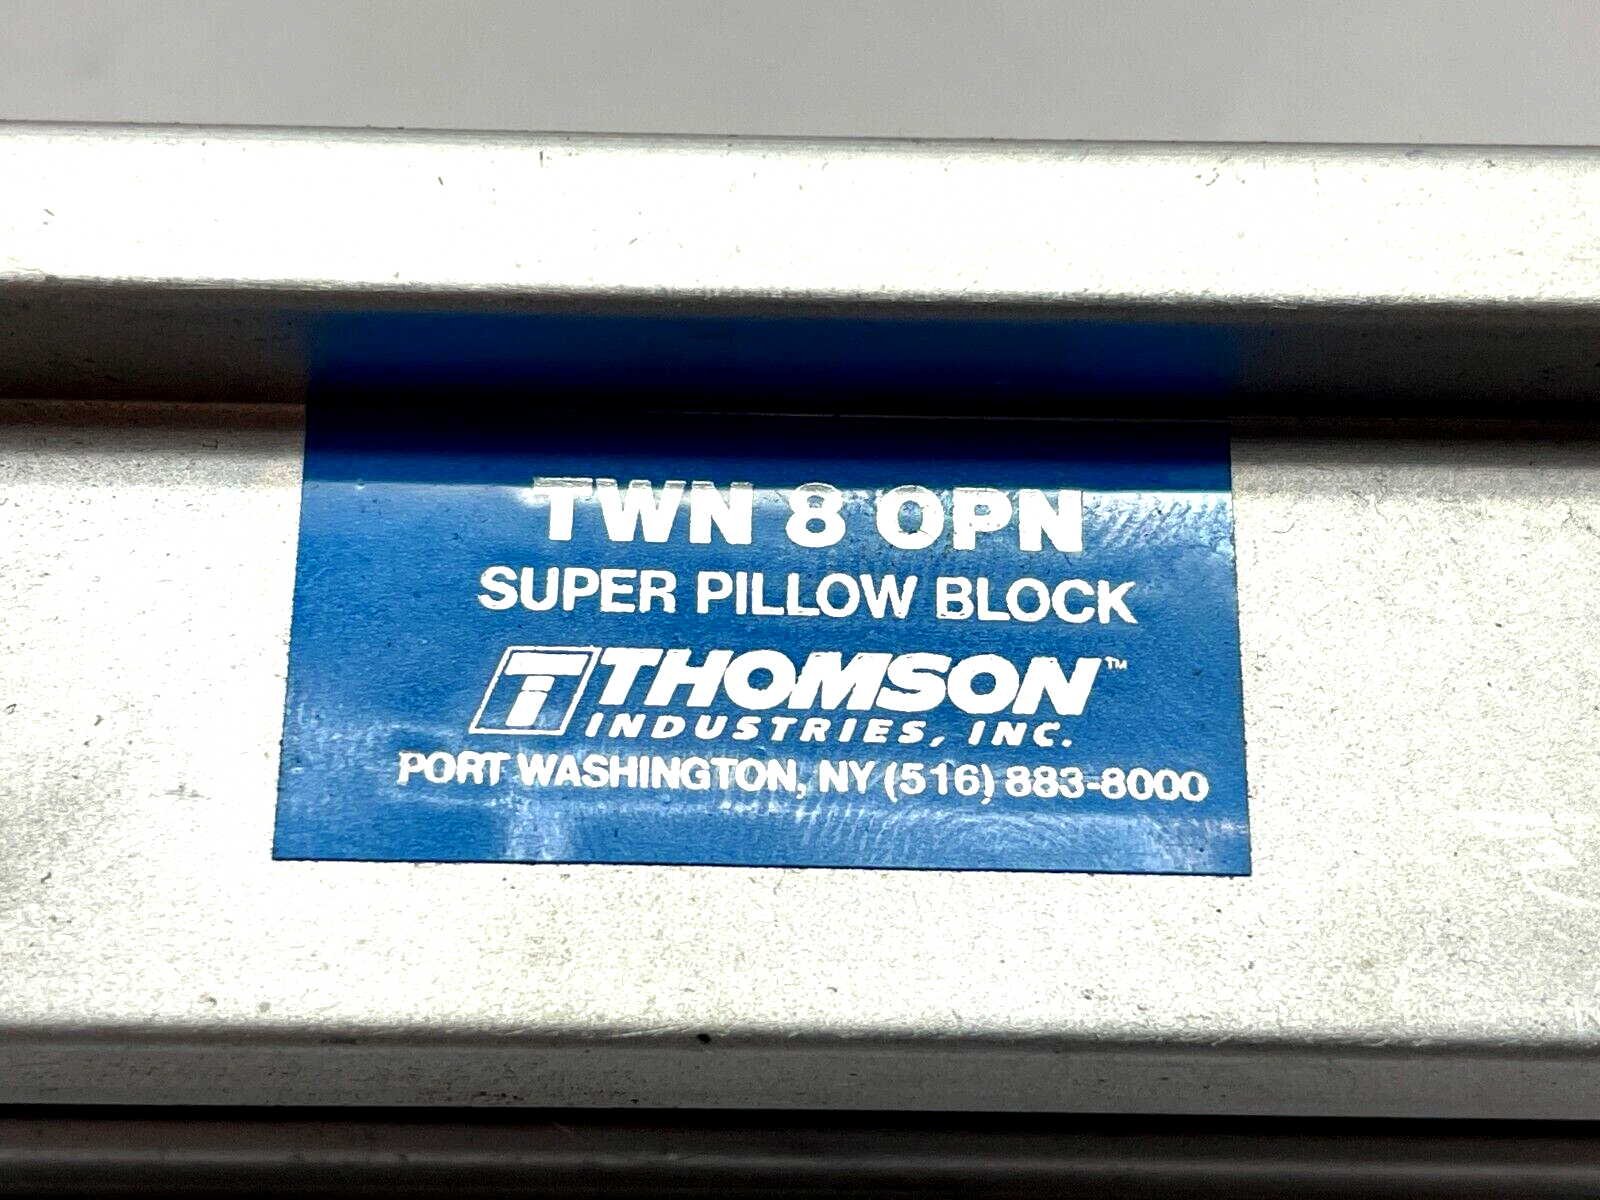 TWN 8 OPN
SUPER PILLOW BLOCK
T THOMSON™
INDUSTRIES, INC.
PORT WASHINGTON, NY (516) 883-8000